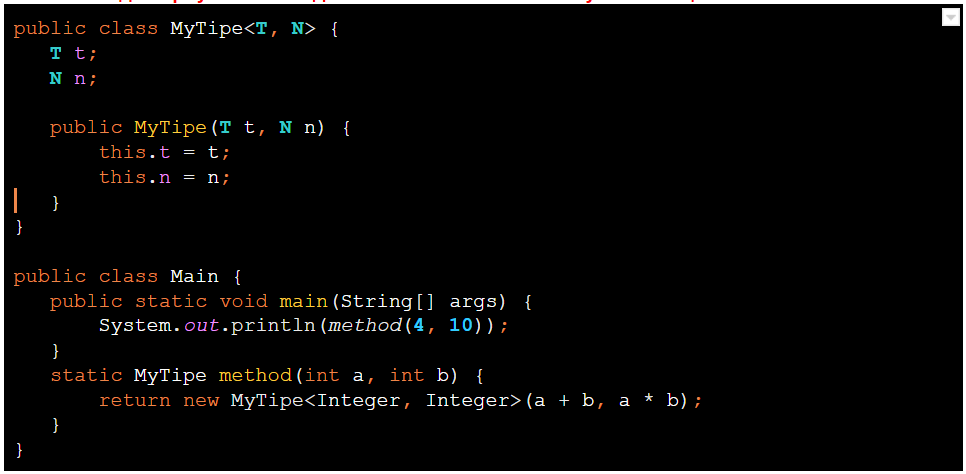 public class MyTipe<T, N> {
T t;
N n;
public MyTipe(T t, N n) {
this.t = t;
this.n = n;
}
}
public class Main {
public static void main(String[] args) {
System.out.println(method(4, 10));
}
static MyTipe method(int a, int b) {
return new MyTipe<Integer, Integer>(a + b, a * b);
}
}